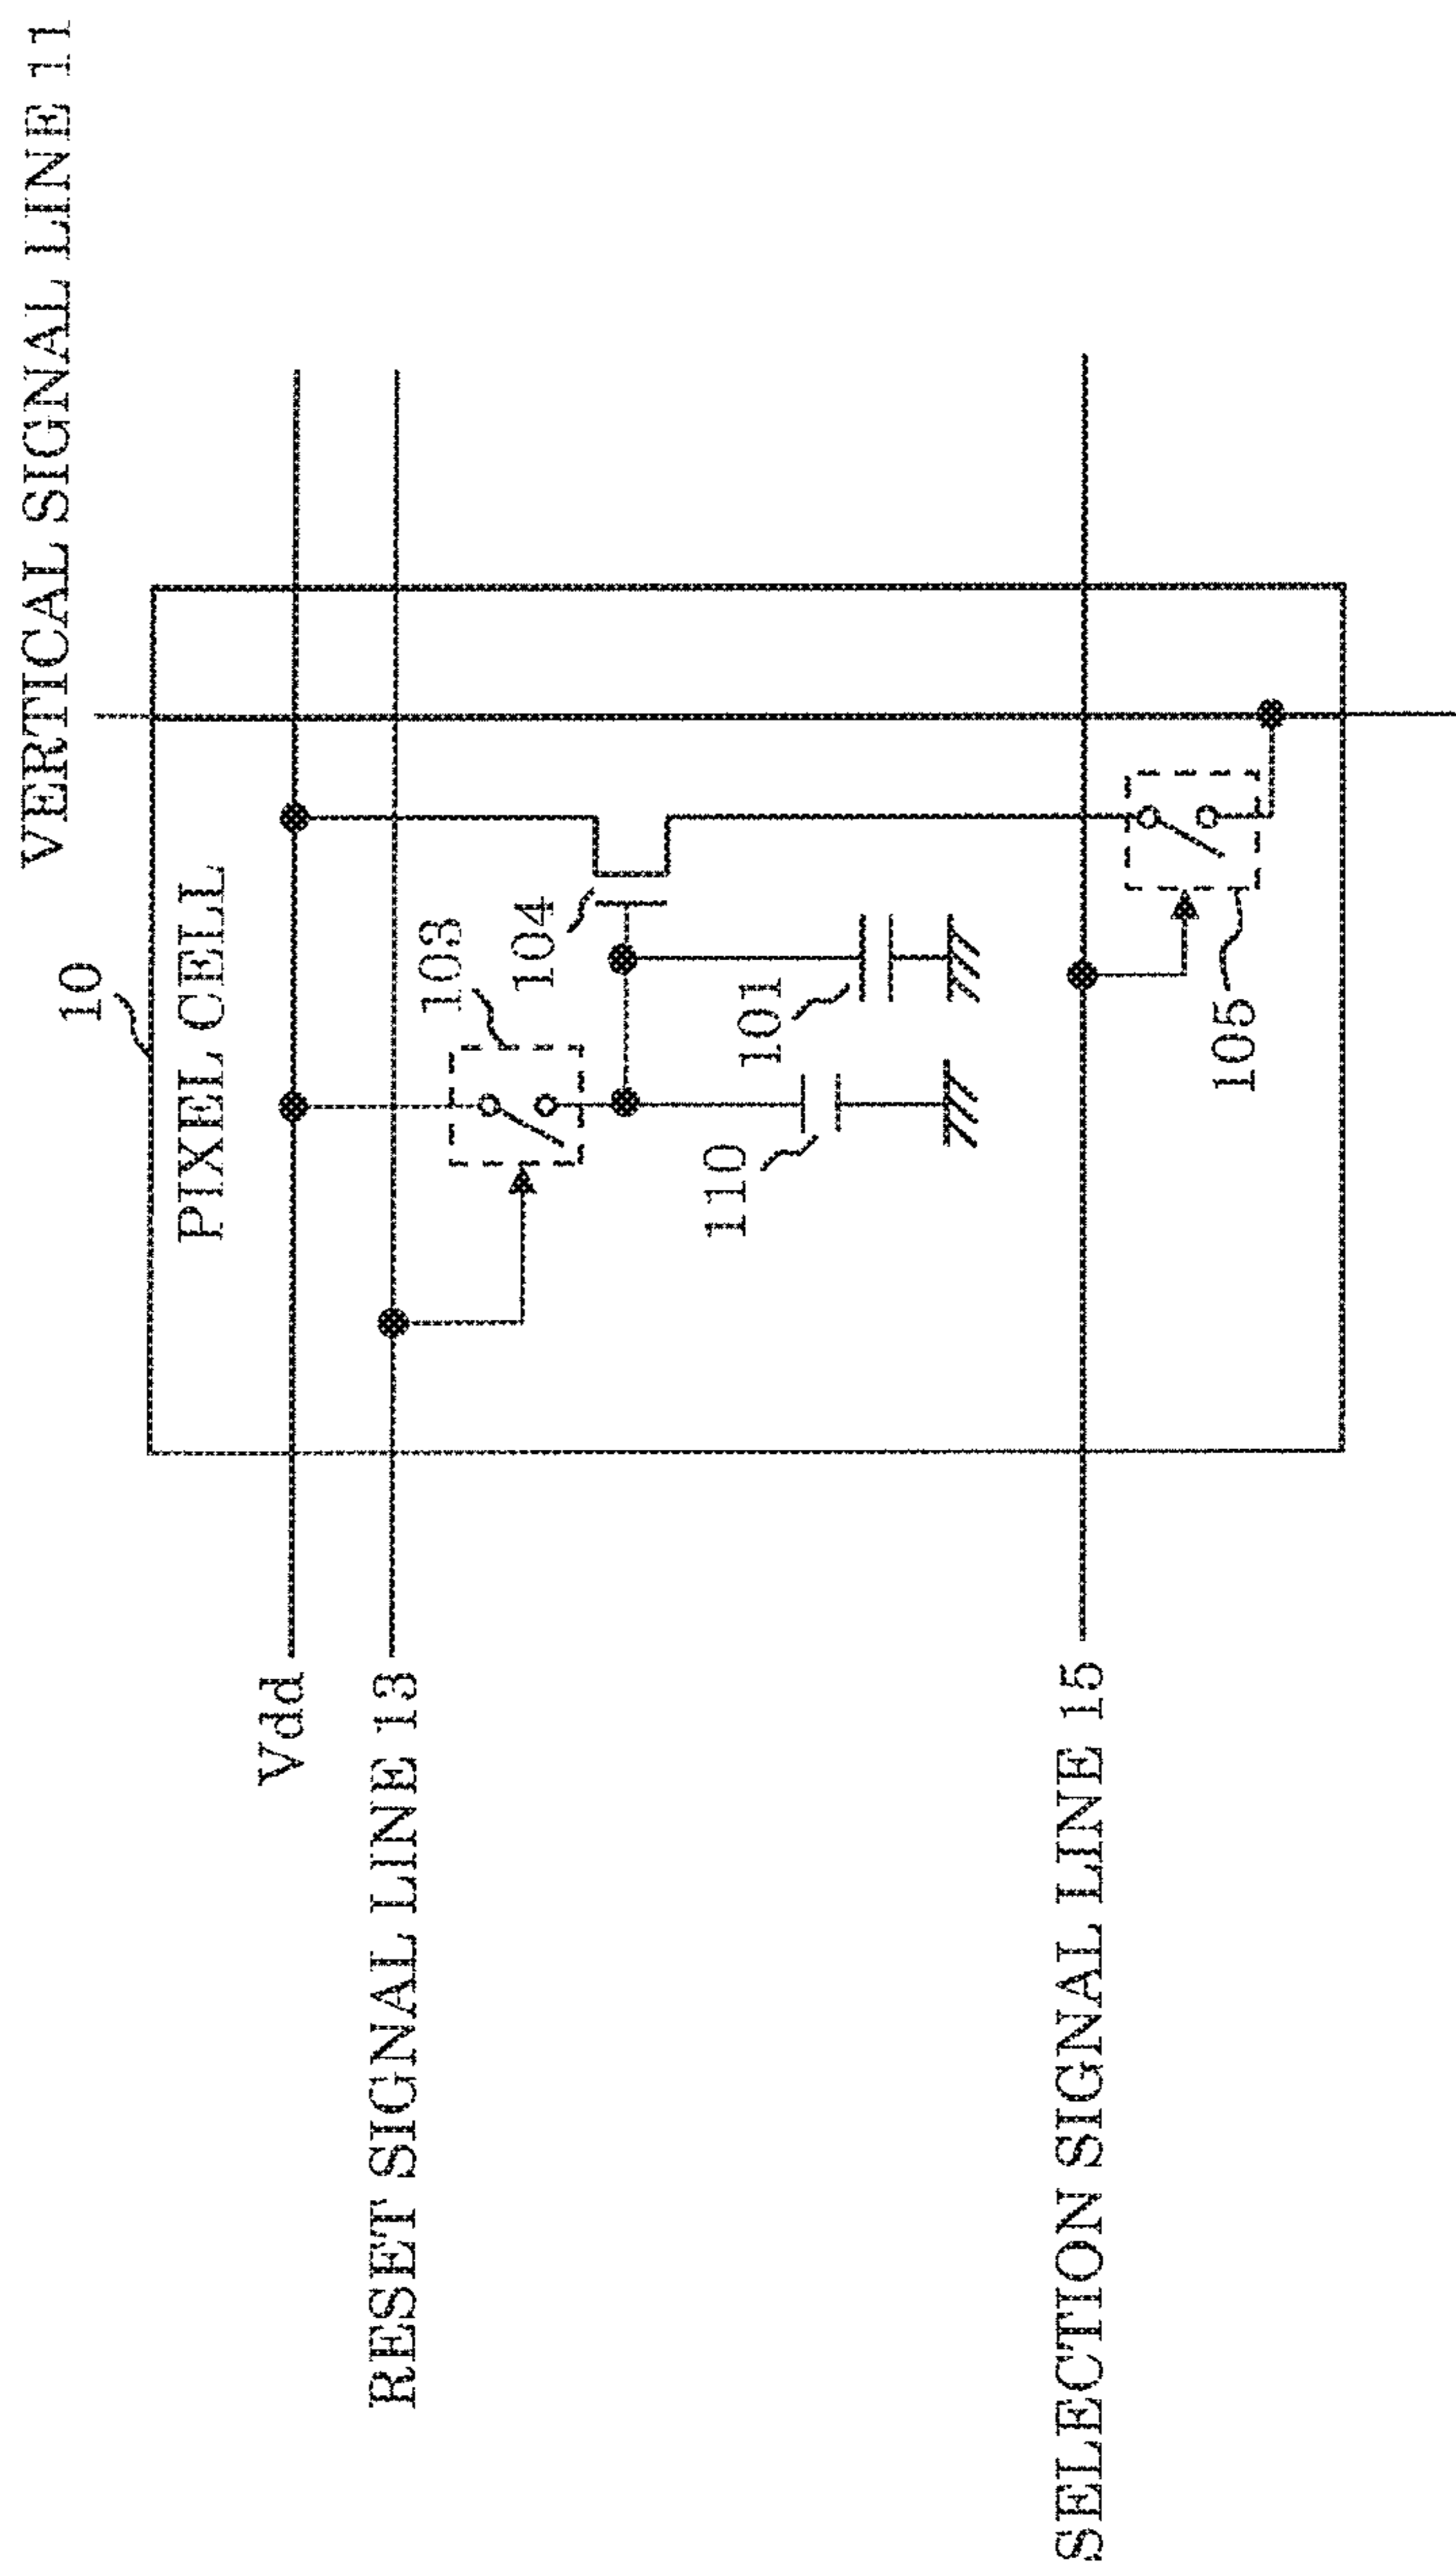 VERTICAL SIGNAL LINE 11
10
PIXEL CELL
Vdd
RESET SIGNAL LINE 13
103
104
110
101
SELECTION SIGNAL LINE 15
105